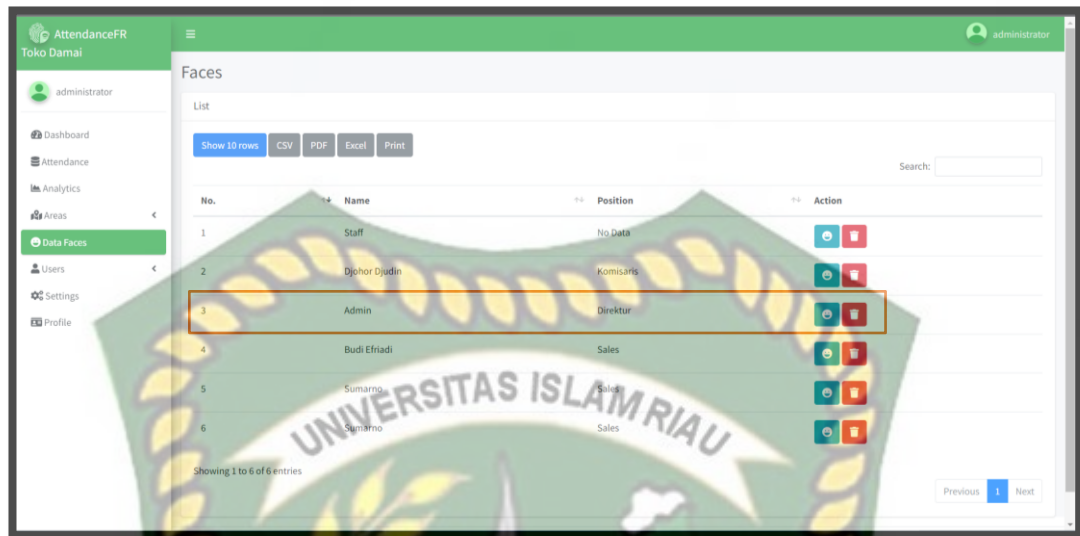 AttendanceFR
Toko Damai
administrator
administrator
Dashboard
Attendance
Analytics
Areas
Data Faces
Users
Settings
Profile
Faces
List
Show 10 rows CSV PDF Excel Print
Search:
No. Name Position Action
1 Staff No Data
2 Djohor Djudin Komisaris
3 Admin Direktur
4 Budi Efriadi Sales
5 Sumarno Sales
6 Sumarno Sales
Showing 1 to 6 of 6 entries
Previous 1 Next
UNIVERSITAS ISLAM RIAU